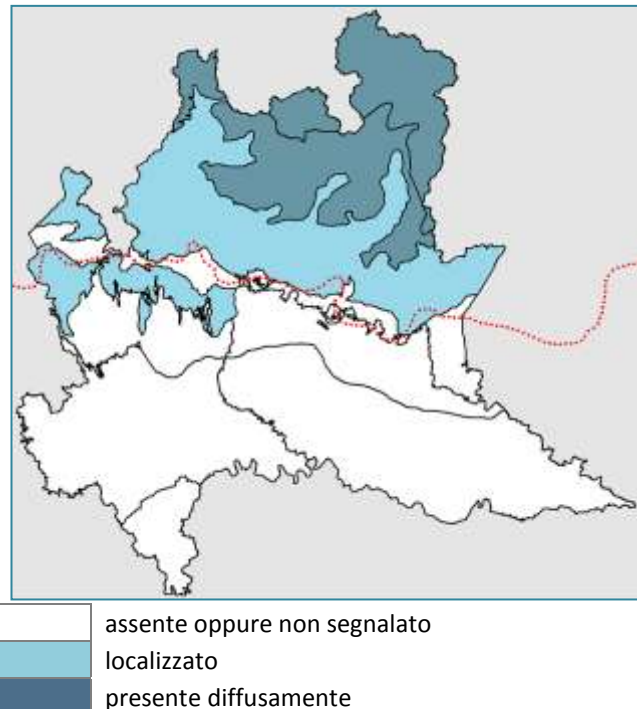 assente oppure non segnalato
localizzato
presente diffusamente